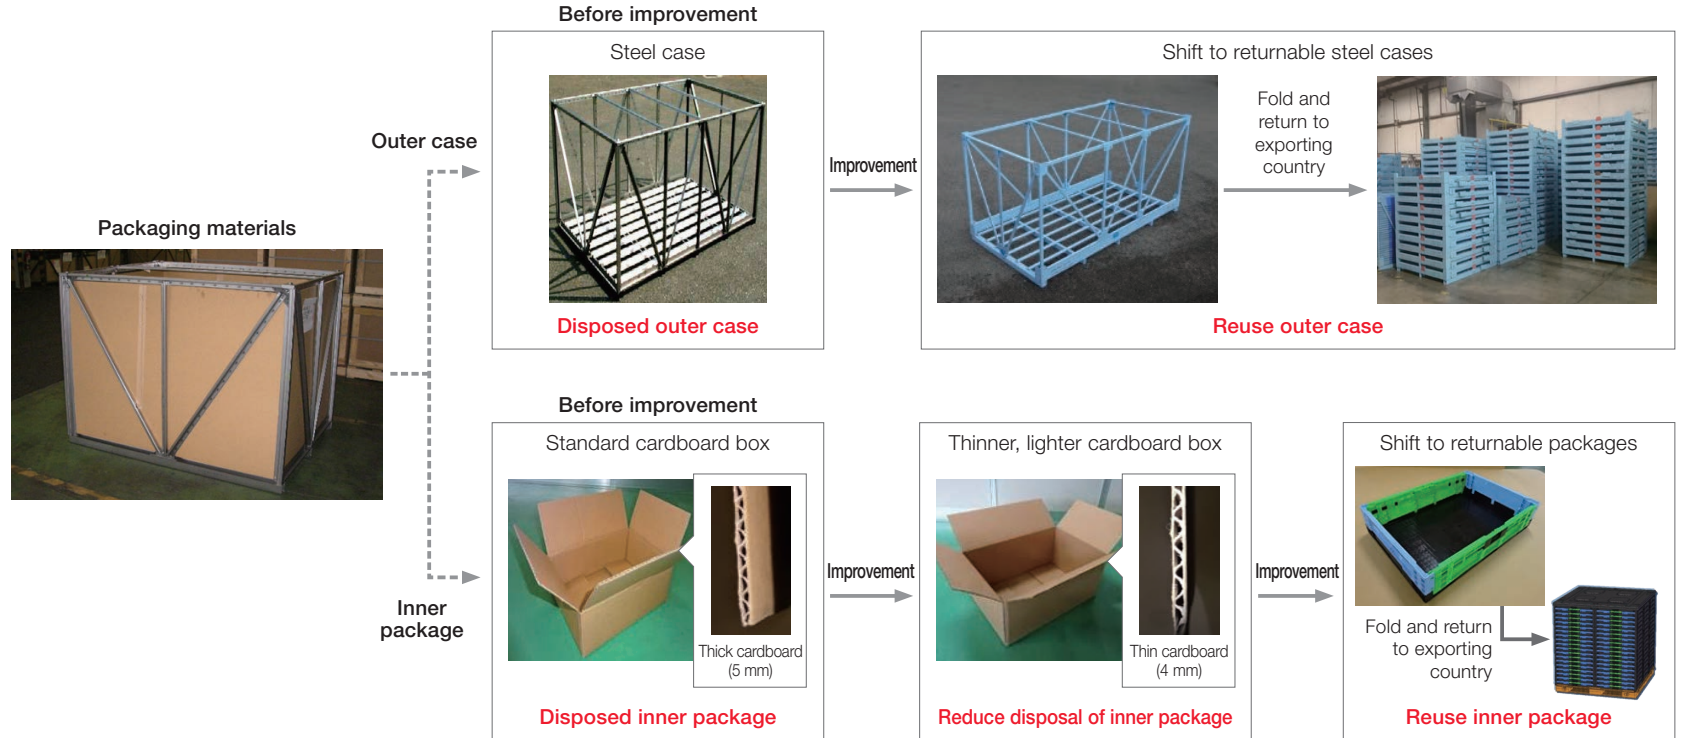 Before improvement
Steel case
Shift to returnable steel cases
Fold and
return to
exporting
country
Outer case
Improvement
Packaging materials
Disposed outer case
Reuse outer case
Before improvement
Standard cardboard box
Thinner, lighter cardboard box
Shift to returnable packages
Improvement
Improvement
Inner
package
Thick cardboard
(5 mm)
Thin cardboard
(4 mm)
Fold and return
to exporting
country
Disposed inner package
Reduce disposal of inner package
Reuse inner package